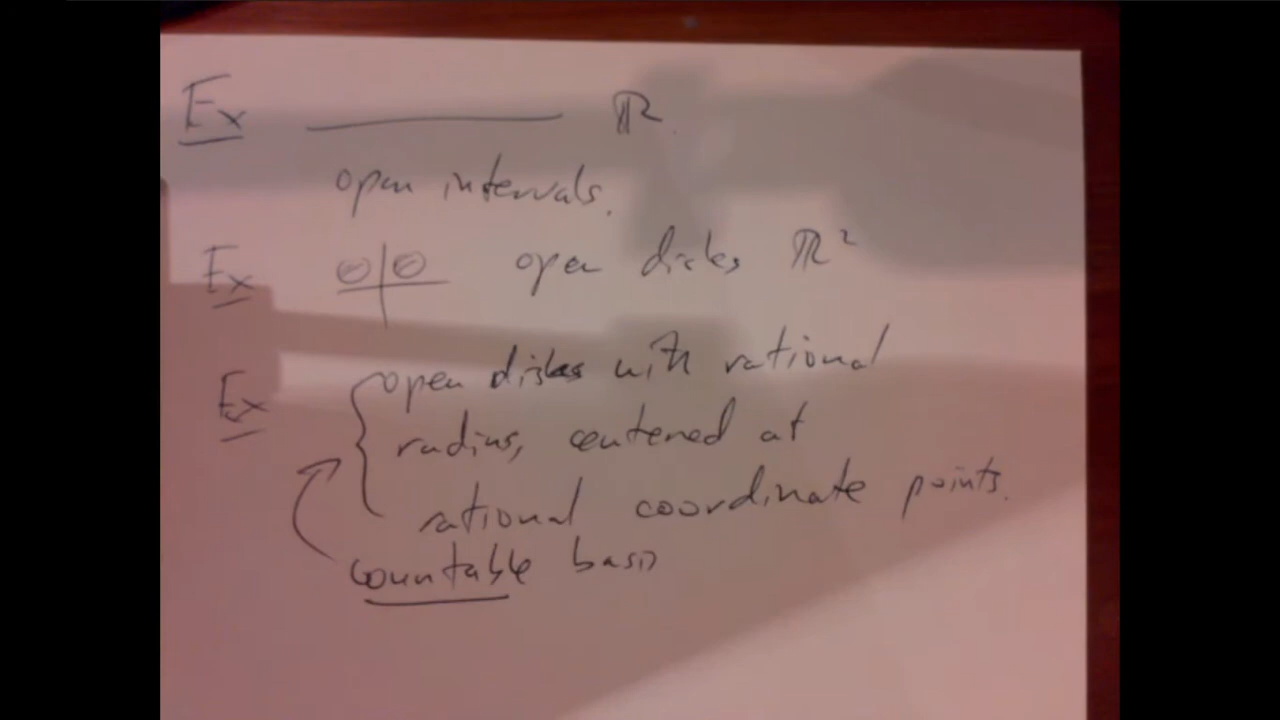 Ex ℝ
open intervals.
Ex open disks ℝ²
Ex open disks with rational
radius, centered at
rational coordinate points.
countable basis